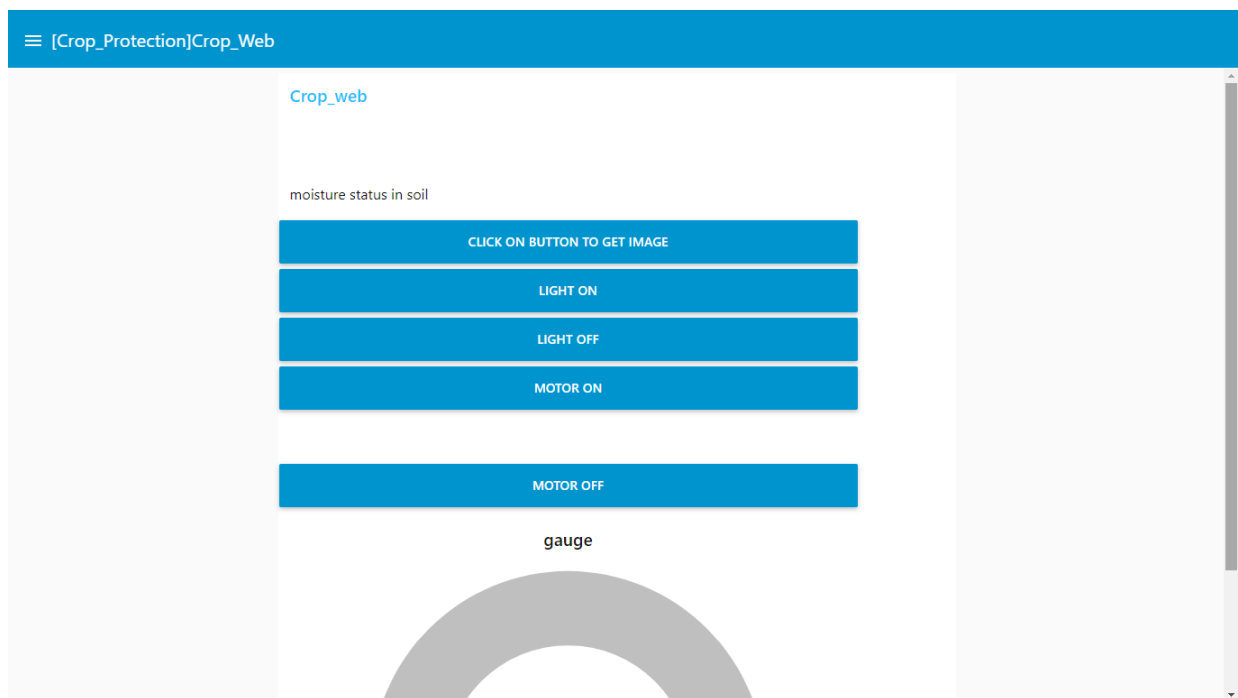 [Crop_Protection]Crop_Web
Crop_web
moisture status in soil
CLICK ON BUTTON TO GET IMAGE
LIGHT ON
LIGHT OFF
MOTOR ON
MOTOR OFF
gauge